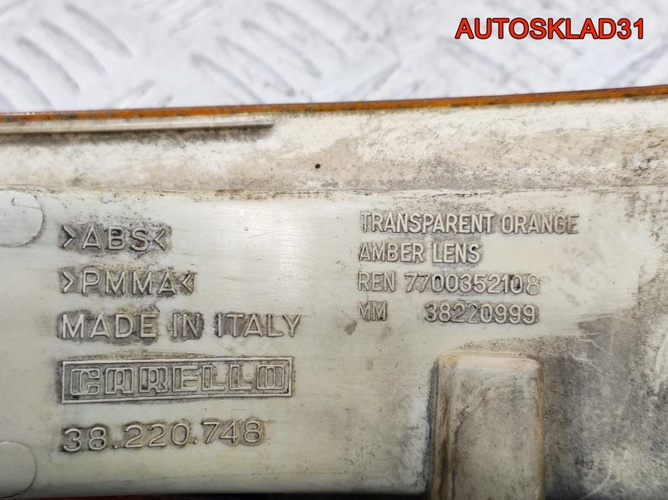 AUTOSKLAD31
>ABS<
>PMMA<
MADE IN ITALY
CARELLO
38.220.748
TRANSPARENT ORANGE
AMBER LENS
REN 7700352108
MM 38220999